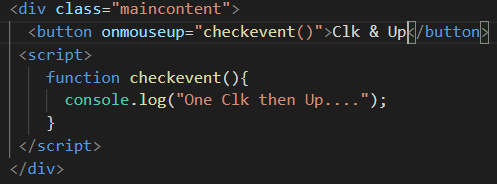 <div class="maincontent">
<button onmouseup="checkevent()">Clk & Up</button>
<script>
function checkevent(){
console.log("One Clk then Up....");
}
</script>
</div>